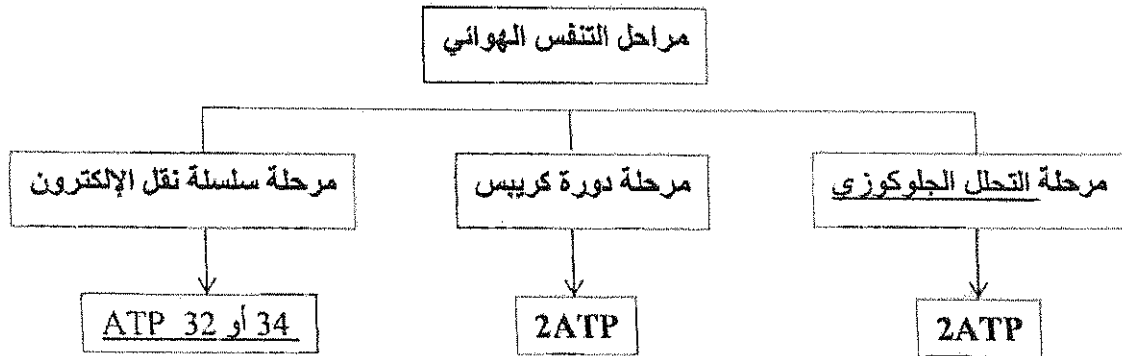 مراحل التنفس الهوائي
مرحلة التحلل الجلوكوزي
مرحلة دورة كريبس
مرحلة سلسلة نقل الإلكترون
2ATP
2ATP
34 أو 32 ATP